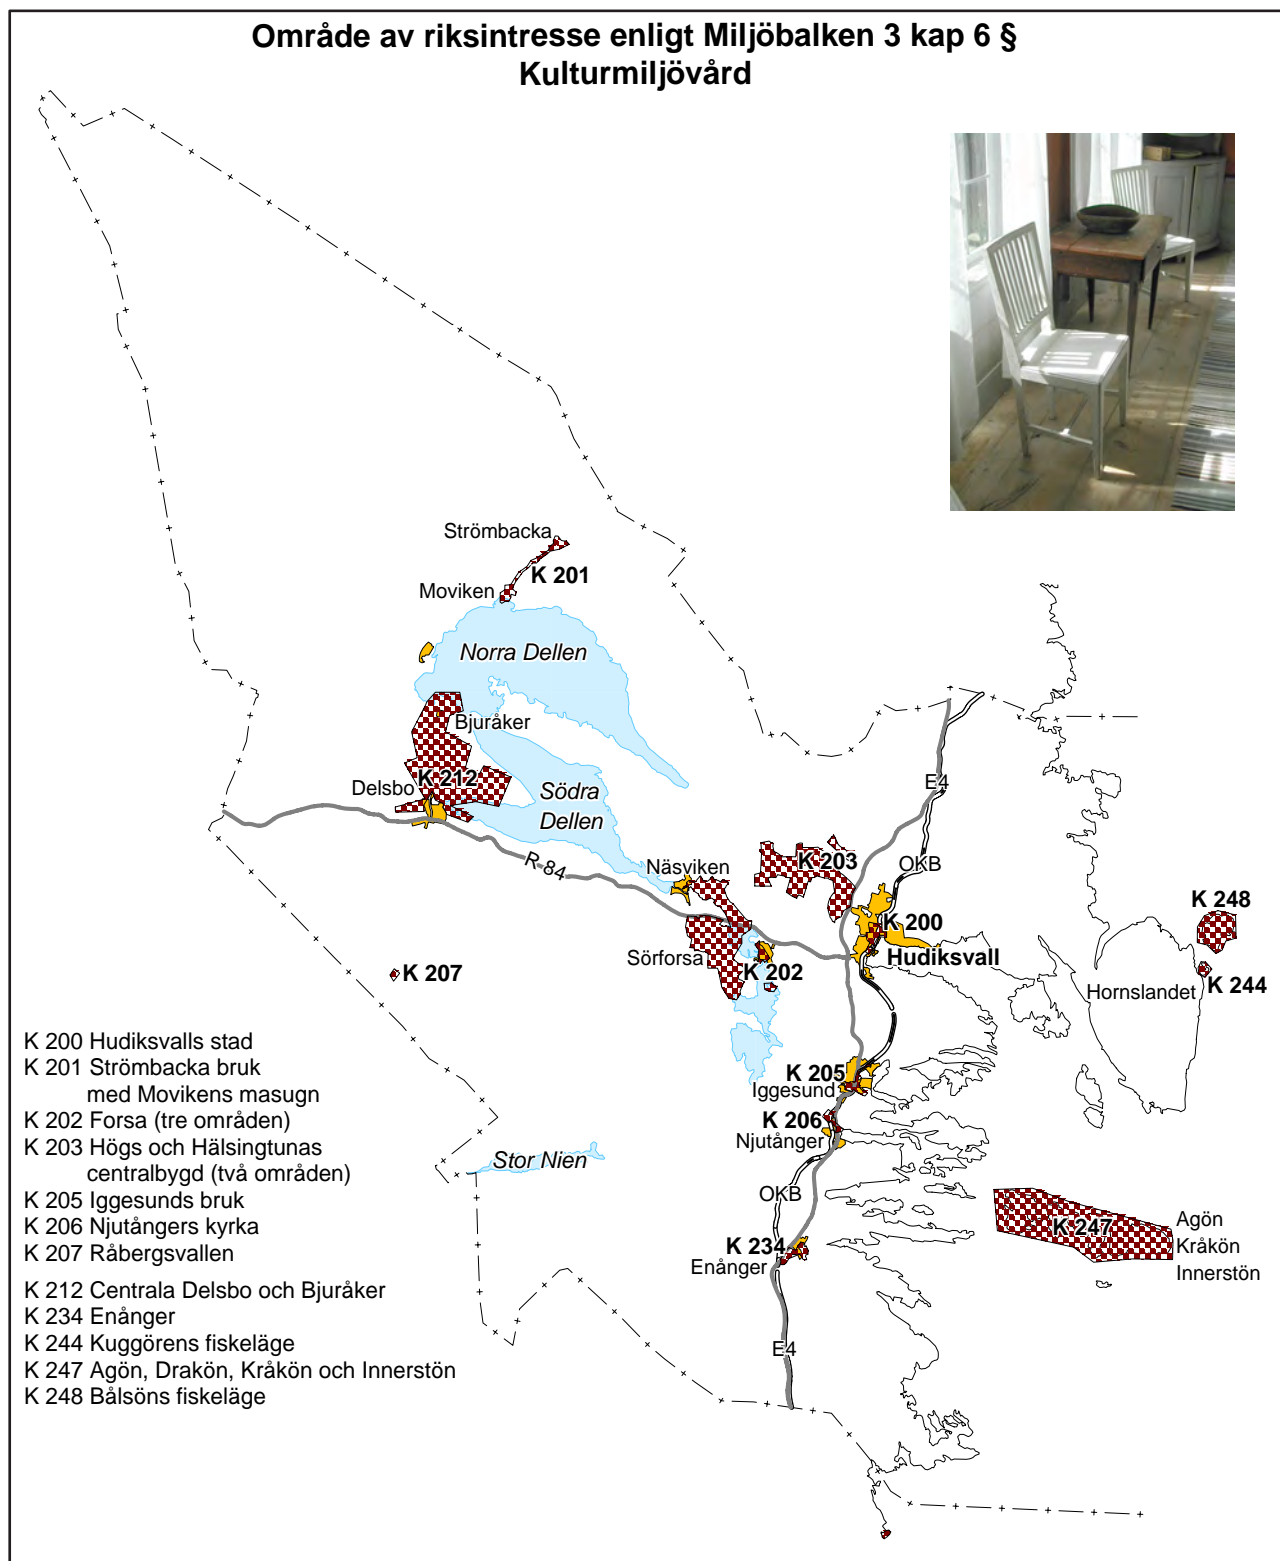 Område av riksintresse enligt Miljöbalken 3 kap 6 §
Kulturmiljövård
Strömbacka
K 201
Moviken
Norra Dellen
Bjuråker
K 212
Delsbo
Södra
Dellen
E4
R 84
Näsviken
K 203
OKB
K 248
K 200
Hudiksvall
Sörforsa
K 202
K 207
K 244
Hornslandet
K 200 Hudiksvalls stad
K 201 Strömbacka bruk
med Movikens masugn
K 202 Forsa (tre områden)
K 203 Högs och Hälsingtunas
centralbygd (två områden)
K 205 Iggesunds bruk
K 206 Njutångers kyrka
K 207 Råbergsvallen
K 212 Centrala Delsbo och Bjuråker
K 234 Enånger
K 244 Kuggörens fiskeläge
K 247 Agön, Drakön, Kråkön och Innerstön
K 248 Bålsöns fiskeläge
K 205
Iggesund
K 206
Njutånger
Stor Nien
OKB
K 247
Agön
Kråkön
Innerstön
K 234
Enånger
E4